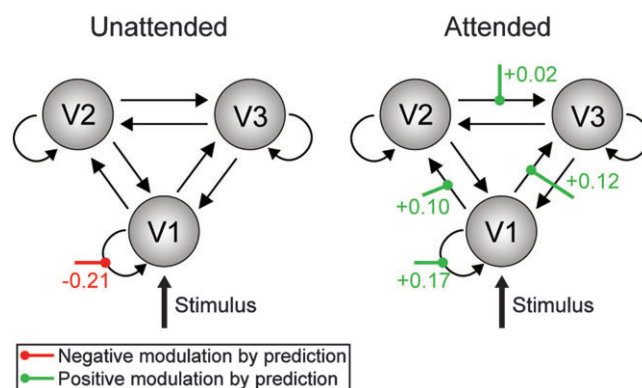 Unattended
Attended
V2
V3
V1
-0.21
Stimulus
V2
V3
V1
+0.02
+0.12
+0.10
+0.17
Stimulus
Negative modulation by prediction
Positive modulation by prediction